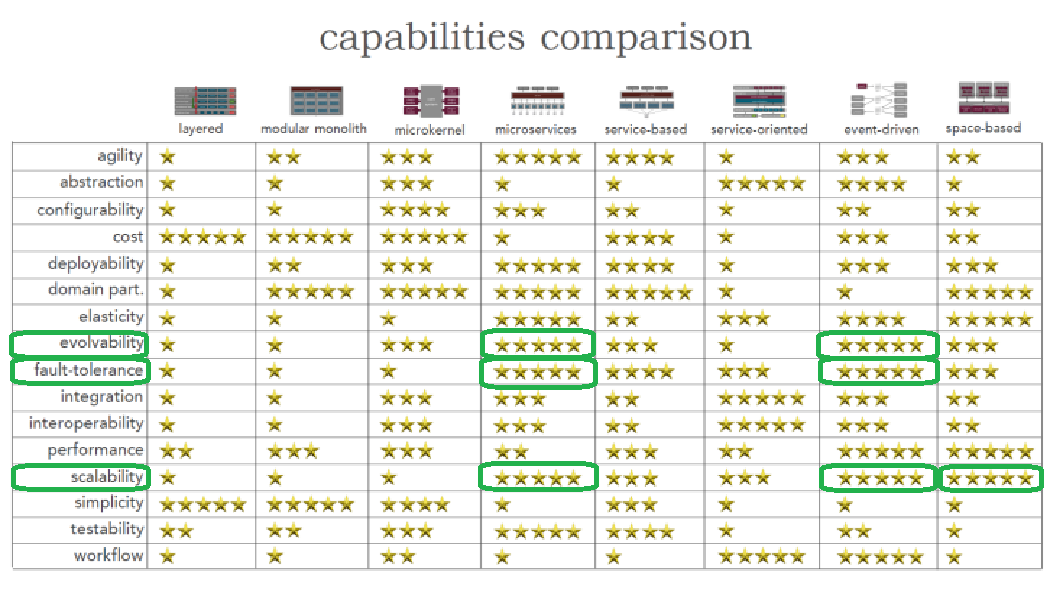 capabilities comparison
layered modular monolith microkernel microservices service-based service-oriented event-driven space-based
agility
abstraction
configurability
cost
deployability
domain part.
elasticity
evolvability
fault-tolerance
integration
interoperability
performance
scalability
simplicity
testability
workflow